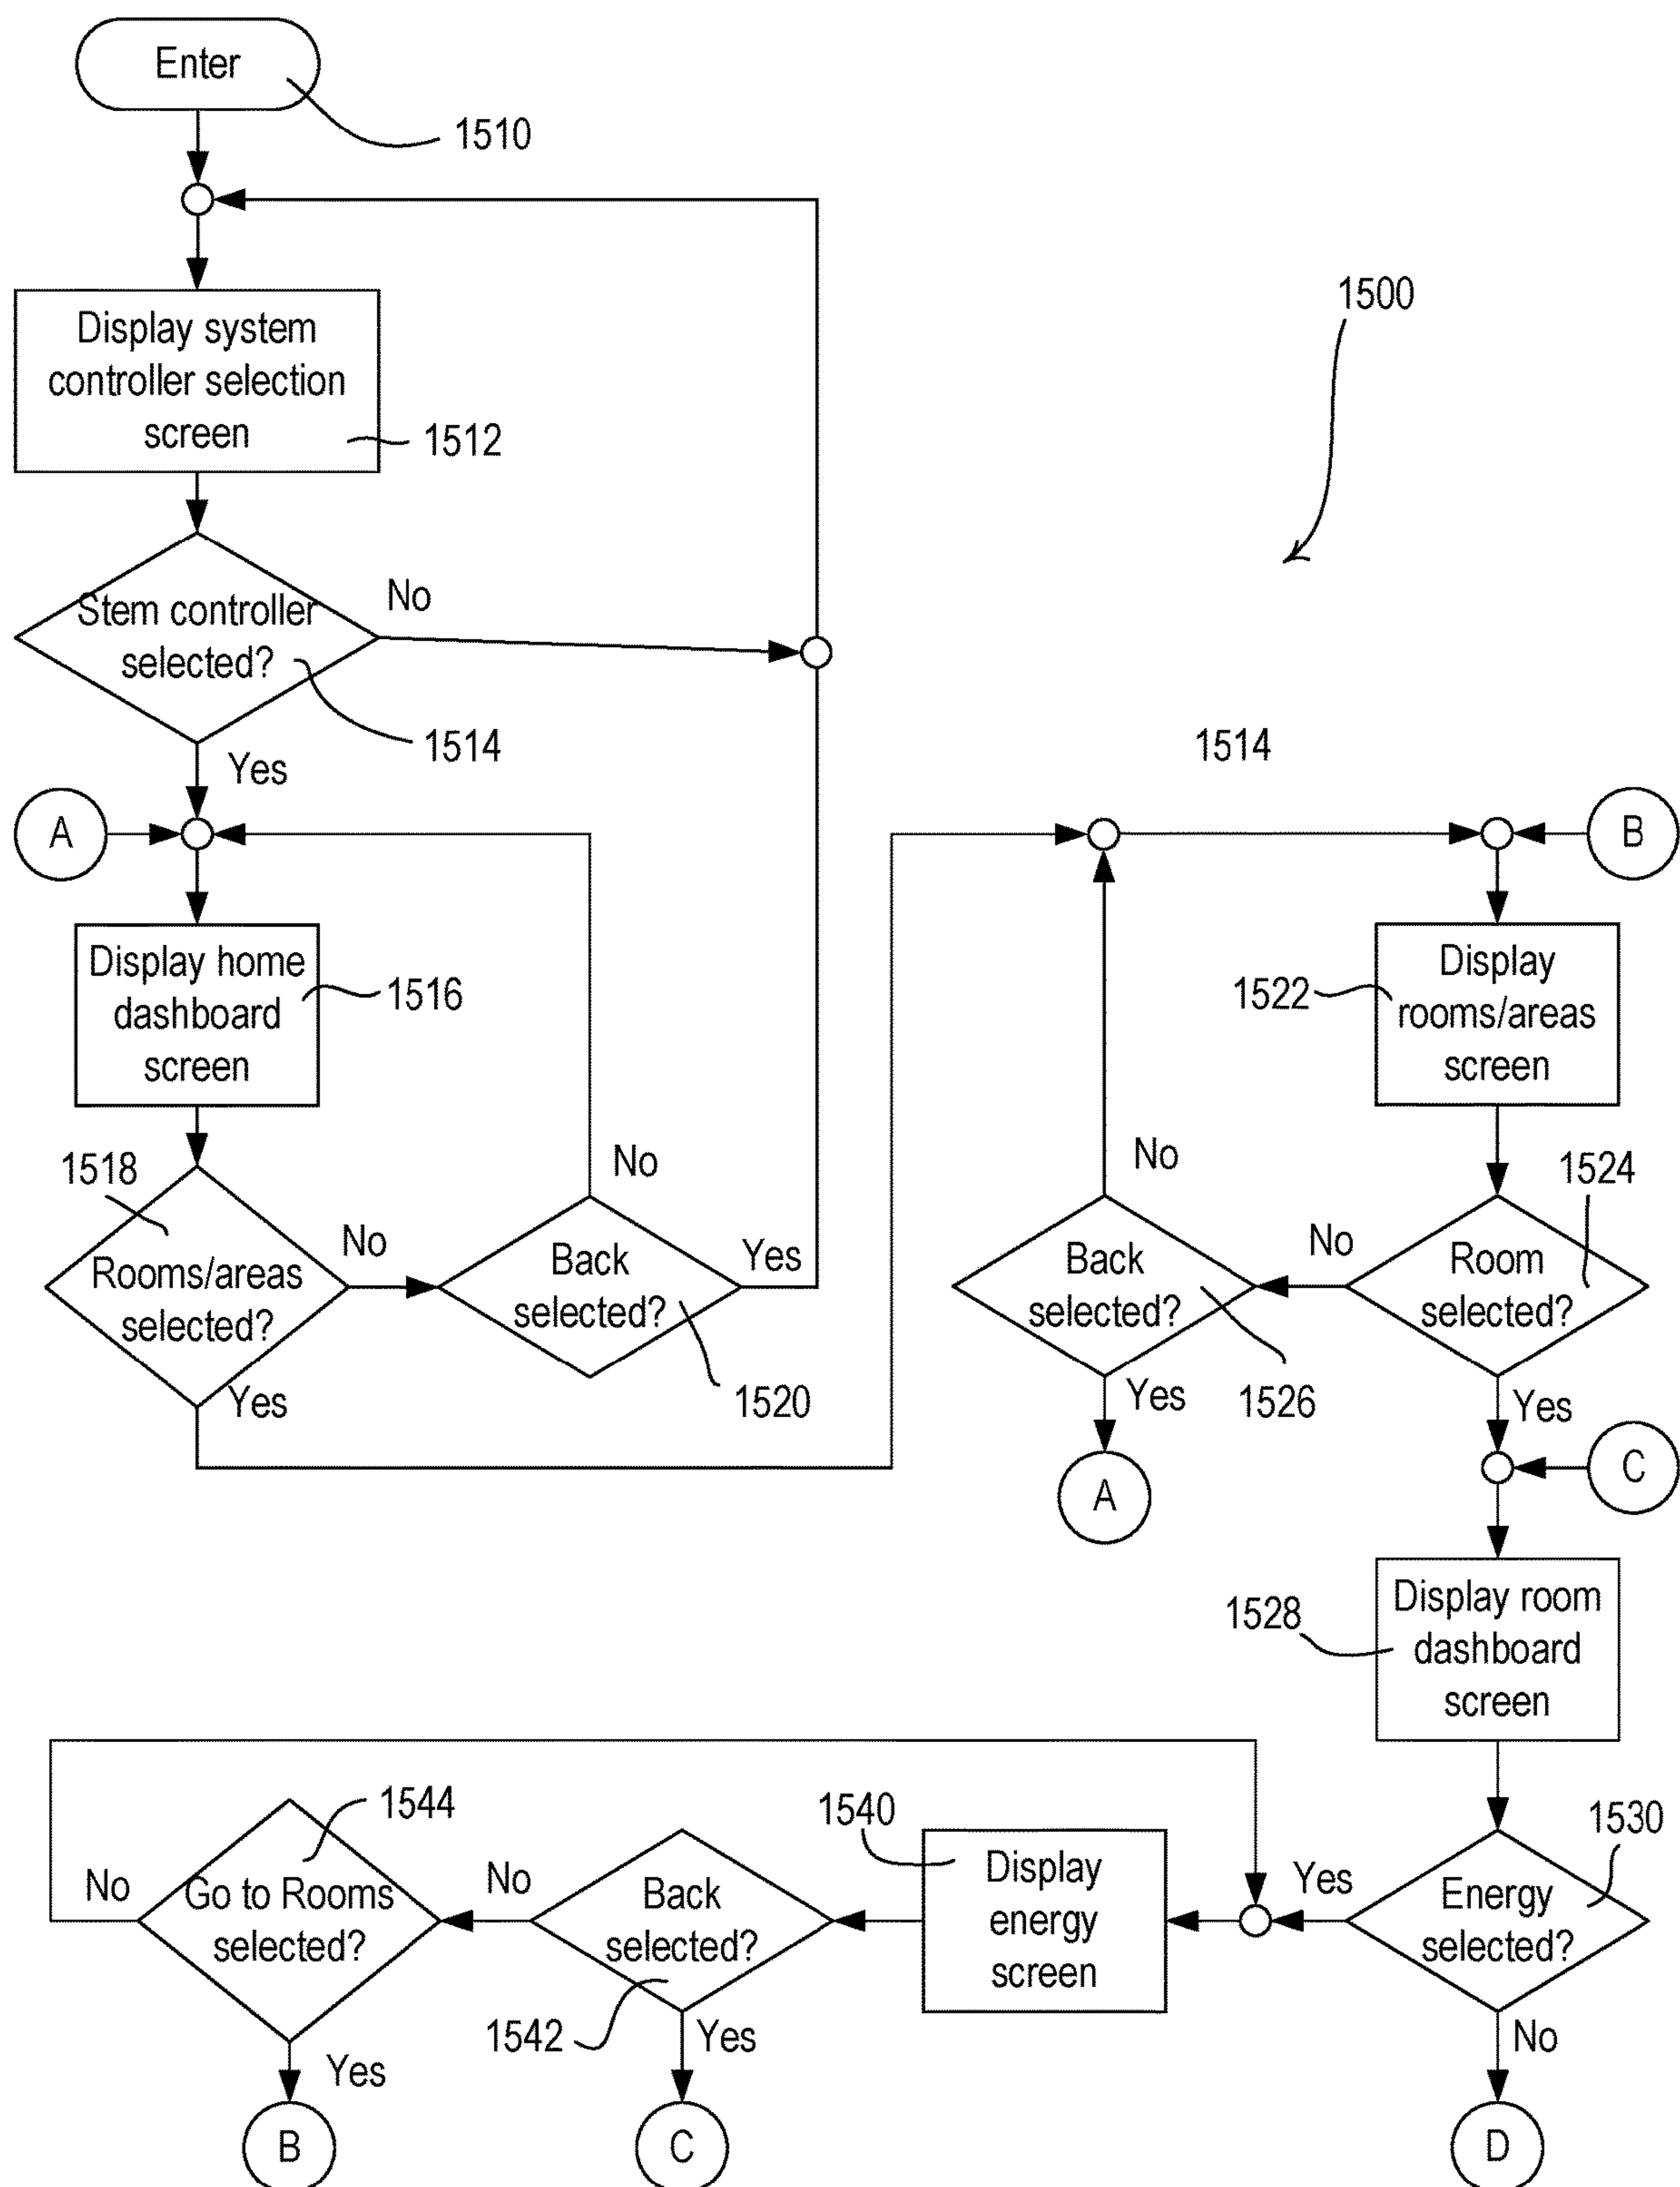 Enter
1510
1500
Display system
controller selection
screen
1512
Stem controller
selected?
No
1514
Yes
A
Display home
dashboard
screen
1516
1518
Rooms/areas
selected?
No
Yes
Back
selected?
No
Yes
1520
1514
B
Display
rooms/areas
screen
1522
1524
Room
selected?
No
Yes
Back
selected?
No
1526
Yes
A
C
Display room
dashboard
screen
1528
1530
Energy
selected?
Yes
No
D
1540
Display
energy
screen
Back
selected?
No
1542
Yes
C
1544
Go to Rooms
selected?
No
Yes
B